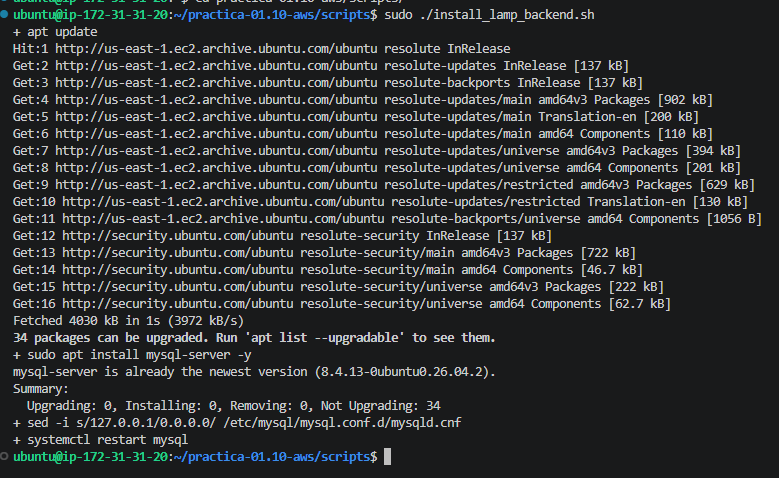 ubuntu@ip-172-31-31-20:~/practica-01.10-aws/scripts$ sudo ./install_lamp_backend.sh
+ apt update
Hit:1 http://us-east-1.ec2.archive.ubuntu.com/ubuntu resolute InRelease
Get:2 http://us-east-1.ec2.archive.ubuntu.com/ubuntu resolute-updates InRelease [137 kB]
Get:3 http://us-east-1.ec2.archive.ubuntu.com/ubuntu resolute-backports InRelease [137 kB]
Get:4 http://us-east-1.ec2.archive.ubuntu.com/ubuntu resolute-updates/main amd64v3 Packages [902 kB]
Get:5 http://us-east-1.ec2.archive.ubuntu.com/ubuntu resolute-updates/main Translation-en [200 kB]
Get:6 http://us-east-1.ec2.archive.ubuntu.com/ubuntu resolute-updates/main amd64 Components [110 kB]
Get:7 http://us-east-1.ec2.archive.ubuntu.com/ubuntu resolute-updates/universe amd64v3 Packages [394 kB]
Get:8 http://us-east-1.ec2.archive.ubuntu.com/ubuntu resolute-updates/universe amd64 Components [201 kB]
Get:9 http://us-east-1.ec2.archive.ubuntu.com/ubuntu resolute-updates/restricted amd64v3 Packages [629 kB]
Get:10 http://us-east-1.ec2.archive.ubuntu.com/ubuntu resolute-updates/restricted Translation-en [130 kB]
Get:11 http://us-east-1.ec2.archive.ubuntu.com/ubuntu resolute-backports/universe amd64 Components [1056 B]
Get:12 http://security.ubuntu.com/ubuntu resolute-security InRelease [137 kB]
Get:13 http://security.ubuntu.com/ubuntu resolute-security/main amd64v3 Packages [722 kB]
Get:14 http://security.ubuntu.com/ubuntu resolute-security/main amd64 Components [46.7 kB]
Get:15 http://security.ubuntu.com/ubuntu resolute-security/universe amd64v3 Packages [222 kB]
Get:16 http://security.ubuntu.com/ubuntu resolute-security/universe amd64 Components [62.7 kB]
Fetched 4030 kB in 1s (3972 kB/s)
34 packages can be upgraded. Run 'apt list --upgradable' to see them.
+ sudo apt install mysql-server -y
mysql-server is already the newest version (8.4.13-0ubuntu0.26.04.2).
Summary:
  Upgrading: 0, Installing: 0, Removing: 0, Not Upgrading: 34
+ sed -i s/127.0.0.1/0.0.0.0/ /etc/mysql/mysql.conf.d/mysqld.cnf
+ systemctl restart mysql
ubuntu@ip-172-31-31-20:~/practica-01.10-aws/scripts$